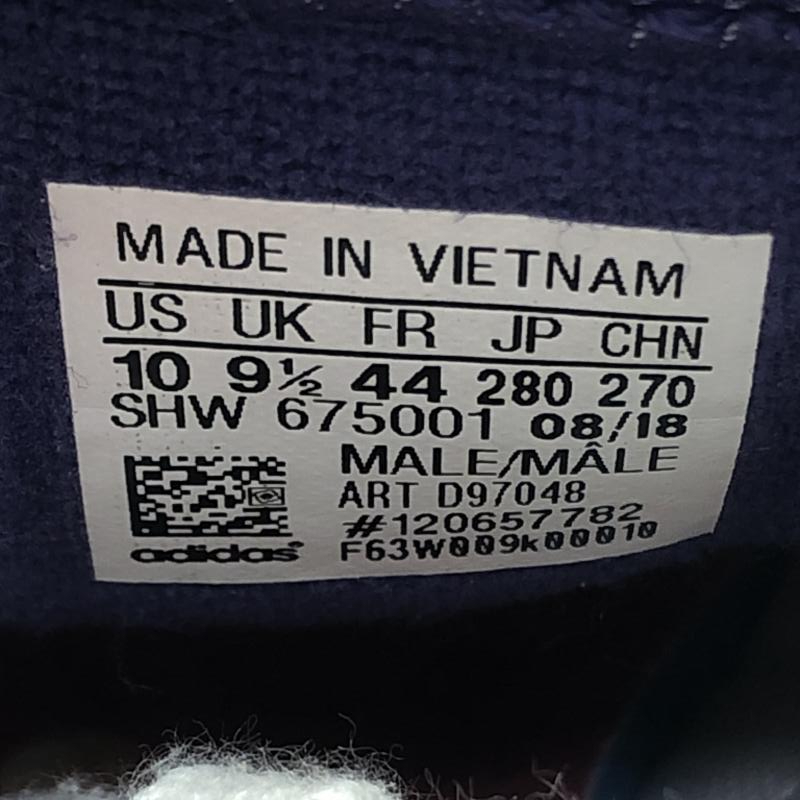 MADE IN VIETNAM
US UK FR JP CHN
10 9½ 44 280 270
SHW 675001 08/18
MALE/MÂLE
ART D97048
#120657782
adidas® F63W009K00010